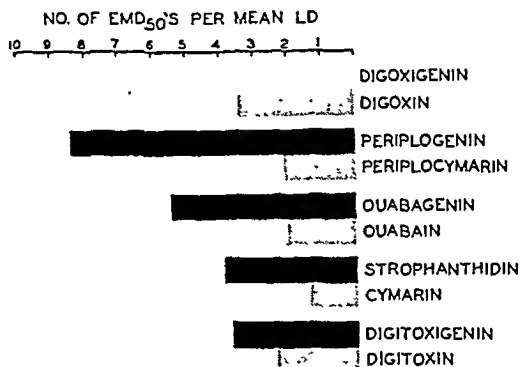 NO. OF EMD50'S PER MEAN LD
10 9 8 7 6 5 4 3 2 1
DIGOXIGENIN
DIGOXIN
PERIPLOGENIN
PERIPLOCYMARIN
OUABAGENIN
OUABAIN
STROPHANTHIDIN
CYMARIN
DIGITOXIGENIN
DIGITOXIN